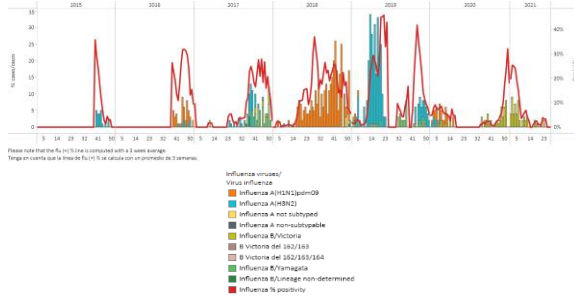 2015 2016 2017 2018 2019 2020 2021
35
30 40%
25 30%
20
15 20%
10 10%
5
0 0%
5 14 23 32 41 50 5 14 23 32 41 50 5 14 23 32 41 50 5 14 23 32 41 50 5 14 23 32 41 50 5 14 23 32 41 50 5 14 23
Please note that the flu (+) % line is computed with a 3 week average.
Tenga en cuenta que la línea de flu (+) % se calcula con un promedio de 3 semanas.
Influenza viruses/
Virus influenza
Influenza A(H1N1)pdm09
Influenza A(H3N2)
Influenza A not subtyped
Influenza A non-subtypable
Influenza B/Victoria
B Victoria del 162/163
B Victoria del 162/163/164
Influenza B/Yamagata
Influenza B/Lineage non-determined
Influenza % positivity